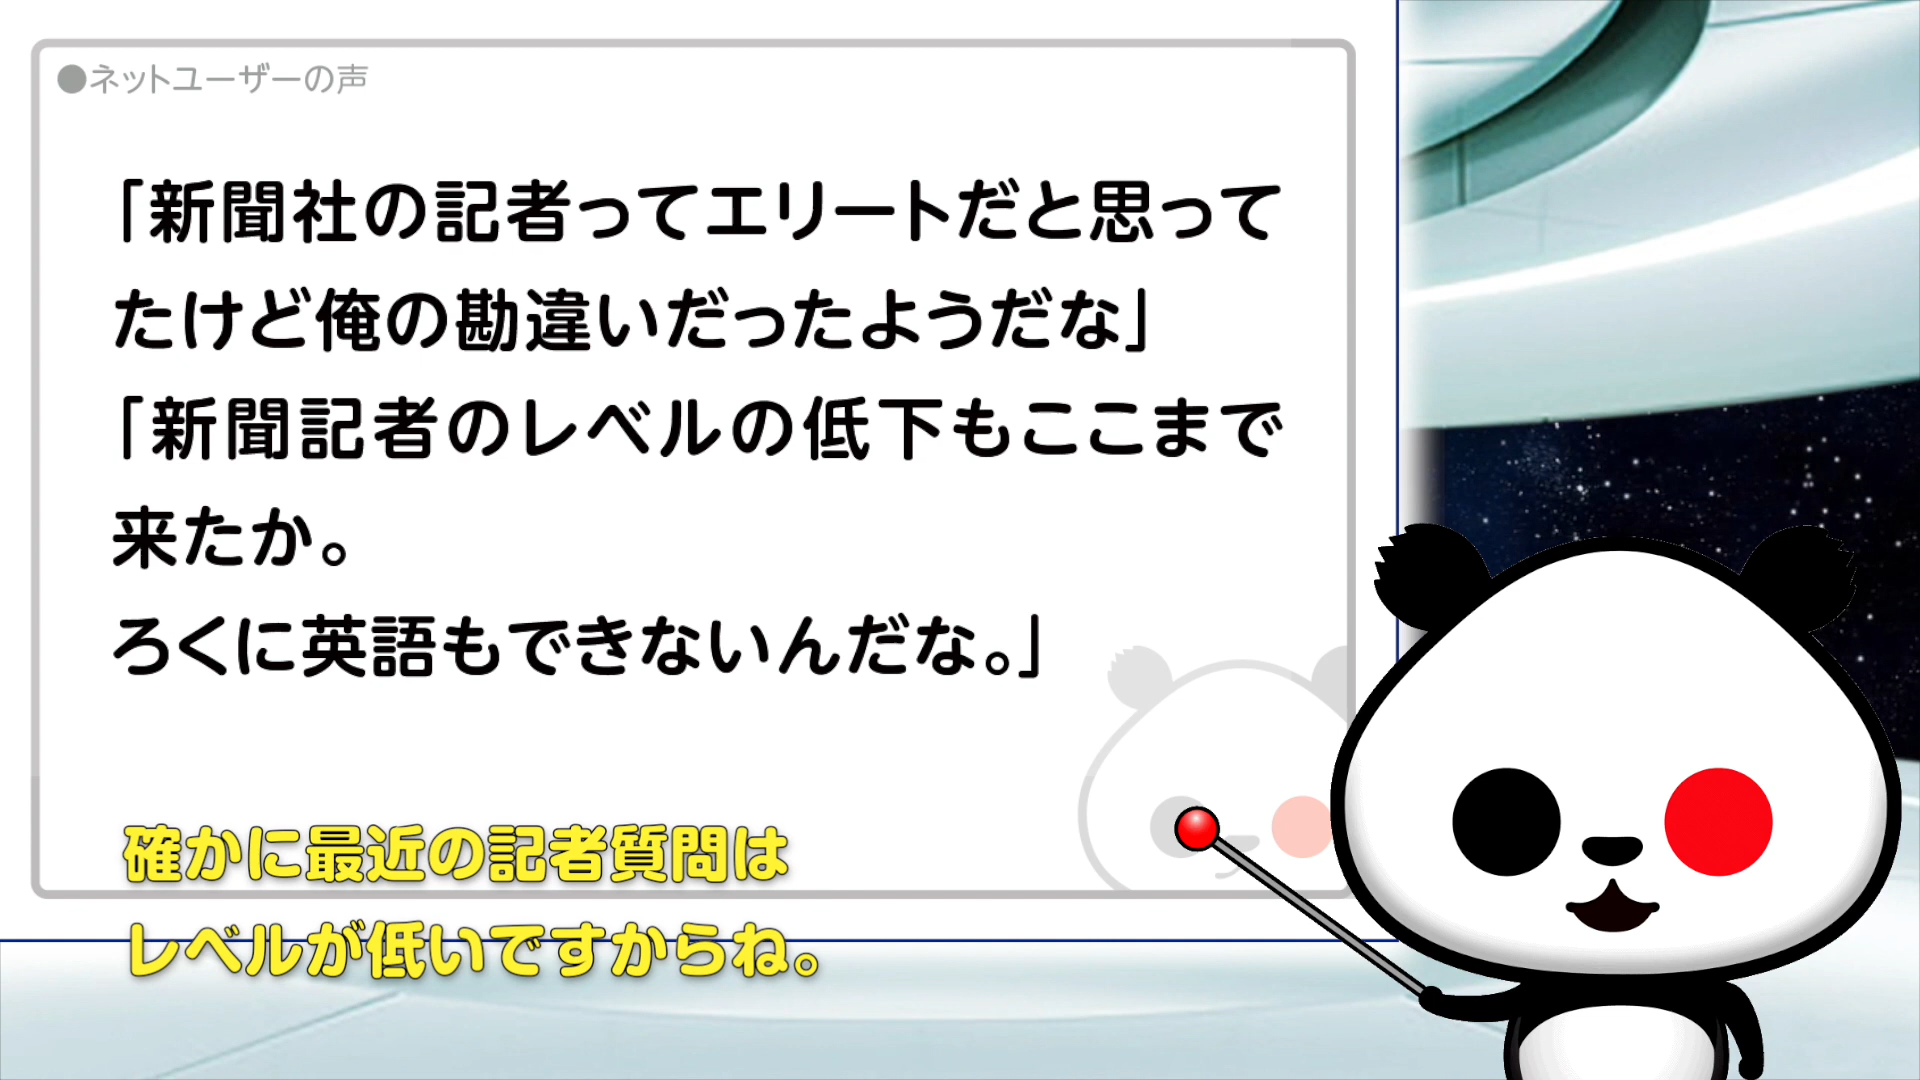 ●ネットユーザーの声
「新聞社の記者ってエリートだと思って
たけど俺の勘違いだったようだな」
「新聞記者のレベルの低下もここまで
来たか。
ろくに英語もできないんだな。」
確かに最近の記者質問は
レベルが低いですからね。